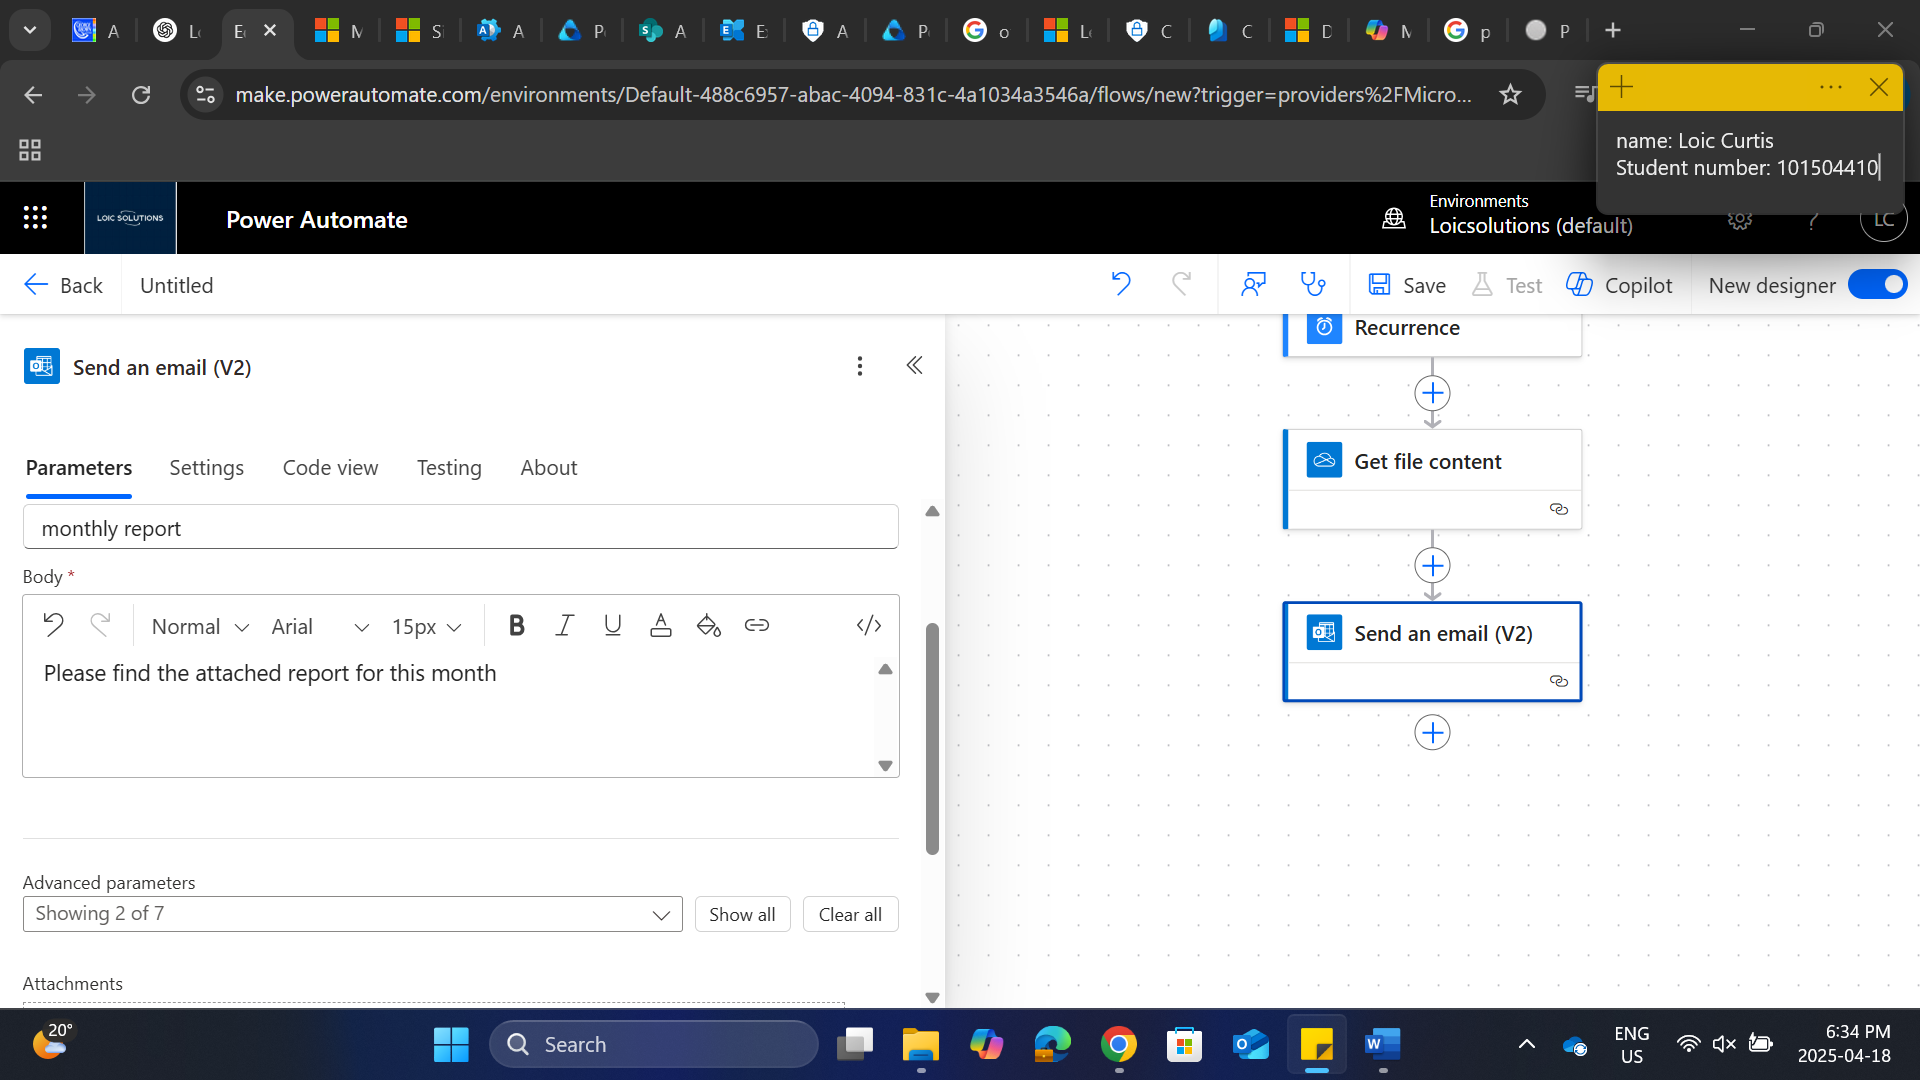 make.powerautomate.com/environments/Default-488c6957-abac-4094-831c-4a1034a3546a/flows/new?trigger=providers%2FMicro...
name: Loic Curtis
Student number: 101504410
LOIC SOLUTIONS
Power Automate
Environments
Loicsolutions (default)
LC
Back
Untitled
Save
Test
Copilot
New designer
Send an email (V2)
Parameters
Settings
Code view
Testing
About
monthly report
Body *
Normal
Arial
15px
Please find the attached report for this month
Advanced parameters
Showing 2 of 7
Show all
Clear all
Attachments
Recurrence
Get file content
Send an email (V2)
20°
Search
ENG
US
6:34 PM
2025-04-18